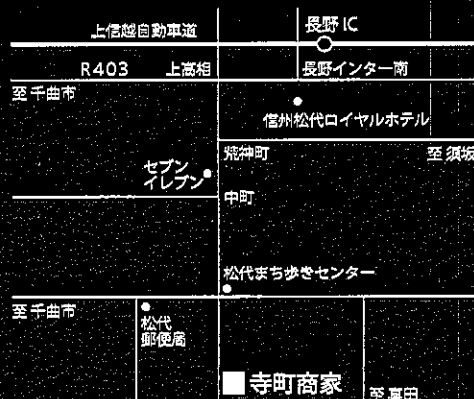 上信越自動車道
長野IC
R403 上高相
長野インター南
至千曲市
信州松代ロイヤルホテル
荒神町
至須坂
セブン
イレブン
中町
松代まち歩きセンター
至千曲市
松代
郵便局
寺町商家
至真田